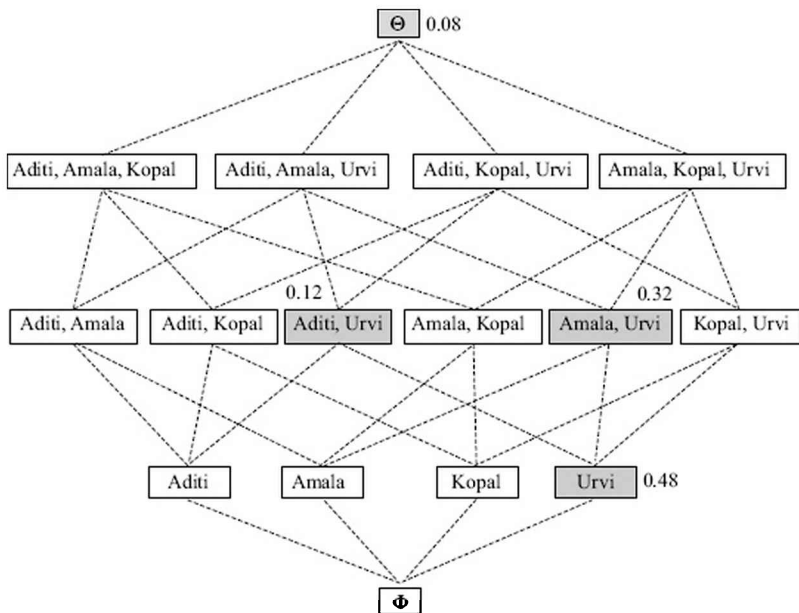 Θ 0.08
Aditi, Amala, Kopal
Aditi, Amala, Urvi
Aditi, Kopal, Urvi
Amala, Kopal, Urvi
0.12
0.32
Aditi, Amala
Aditi, Kopal
Aditi, Urvi
Amala, Kopal
Amala, Urvi
Kopal, Urvi
Aditi
Amala
Kopal
Urvi 0.48
Φ